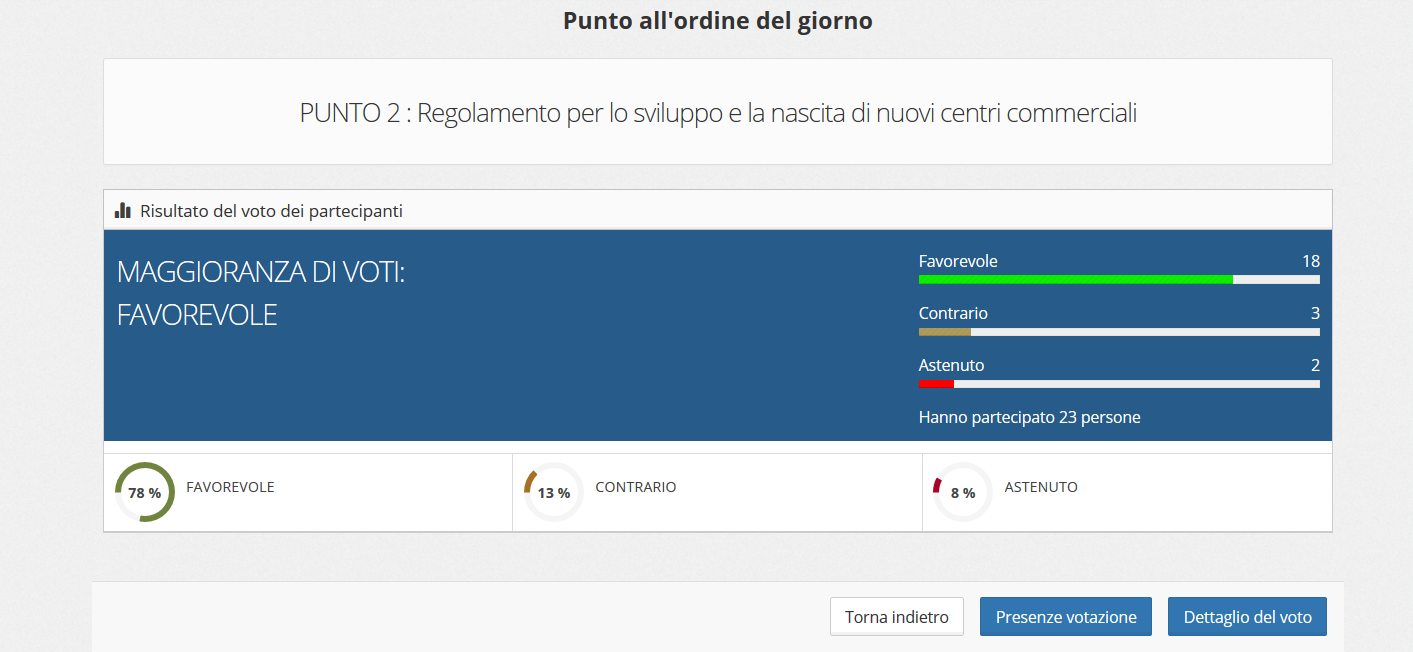 Punto all'ordine del giorno
PUNTO 2 : Regolamento per lo sviluppo e la nascita di nuovi centri commerciali
Risultato del voto dei partecipanti
MAGGIORANZA DI VOTI:
FAVOREVOLE
Favorevole 18
Contrario 3
Astenuto 2
Hanno partecipato 23 persone
78 % FAVOREVOLE
13 % CONTRARIO
8 % ASTENUTO
Torna indietro
Presenze votazione
Dettaglio del voto